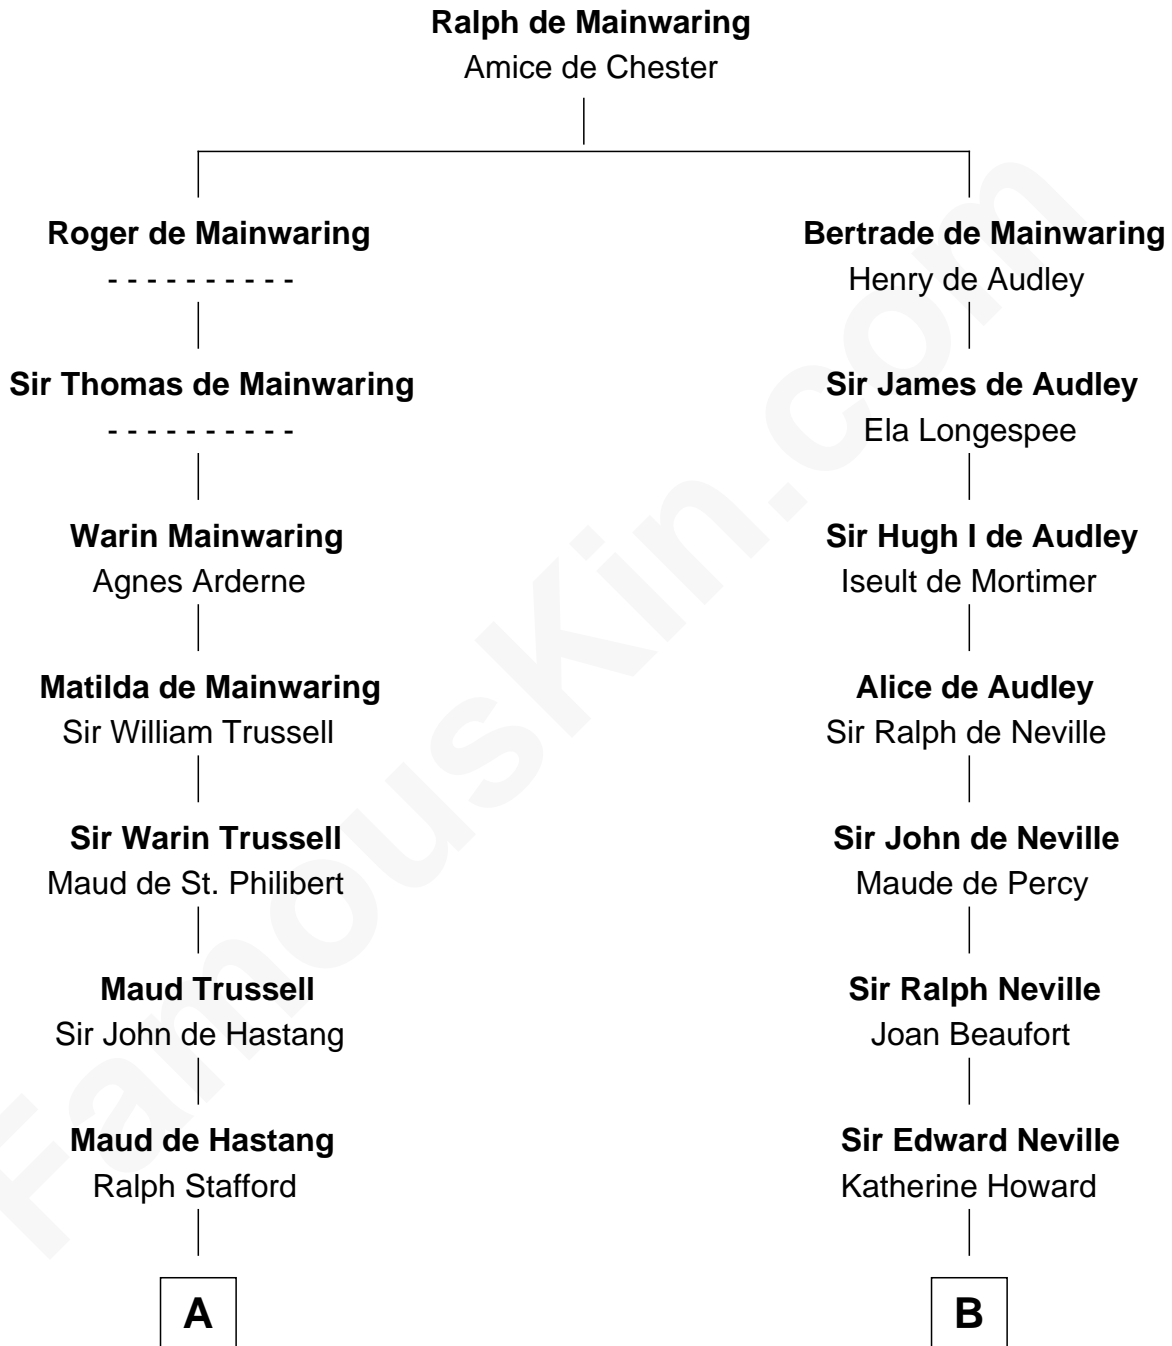 Ralph de Mainwaring
Amice de Chester
Roger de Mainwaring
- - - - - - - - - -
Sir Thomas de Mainwaring
- - - - - - - - - -
Warin Mainwaring
Agnes Arderne
Matilda de Mainwaring
Sir William Trussell
Sir Warin Trussell
Maud de St. Philibert
Maud Trussell
Sir John de Hastang
Maud de Hastang
Ralph Stafford
A
Bertrade de Mainwaring
Henry de Audley
Sir James de Audley
Ela Longespee
Sir Hugh I de Audley
Iseult de Mortimer
Alice de Audley
Sir Ralph de Neville
Sir John de Neville
Maude de Percy
Sir Ralph Neville
Joan Beaufort
Sir Edward Neville
Katherine Howard
B
FamousKin.com